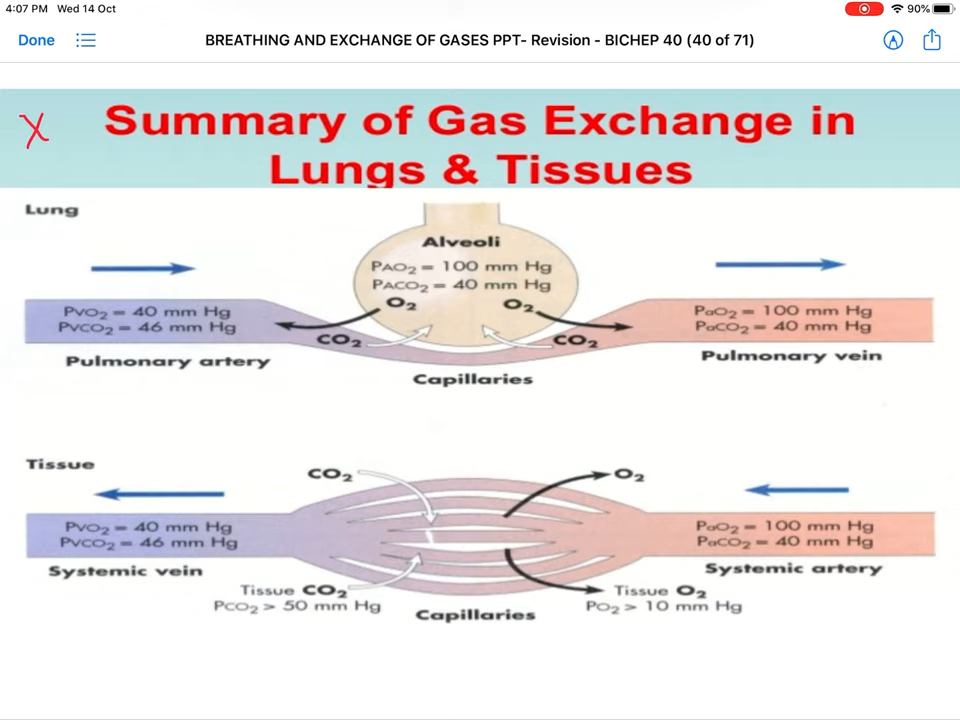 4:07 PM Wed 14 Oct
90%
Done
BREATHING AND EXCHANGE OF GASES PPT- Revision - BICHEP 40 (40 of 71)
X
Summary of Gas Exchange in
Lungs & Tissues
Lung
Alveoli
PAO₂ = 100 mm Hg
PACO₂ = 40 mm Hg
O₂
O₂
PVO₂ = 40 mm Hg
PVCO₂ = 46 mm Hg
PaO₂ = 100 mm Hg
PaCO₂ = 40 mm Hg
CO₂
CO₂
Pulmonary artery
Pulmonary vein
Capillaries
Tissue
CO₂
O₂
PVO₂ = 40 mm Hg
PVCO₂ = 46 mm Hg
PaO₂ = 100 mm Hg
PaCO₂ = 40 mm Hg
Systemic vein
Systemic artery
Tissue CO₂
PCO₂ > 50 mm Hg
Tissue O₂
PO₂ > 10 mm Hg
Capillaries